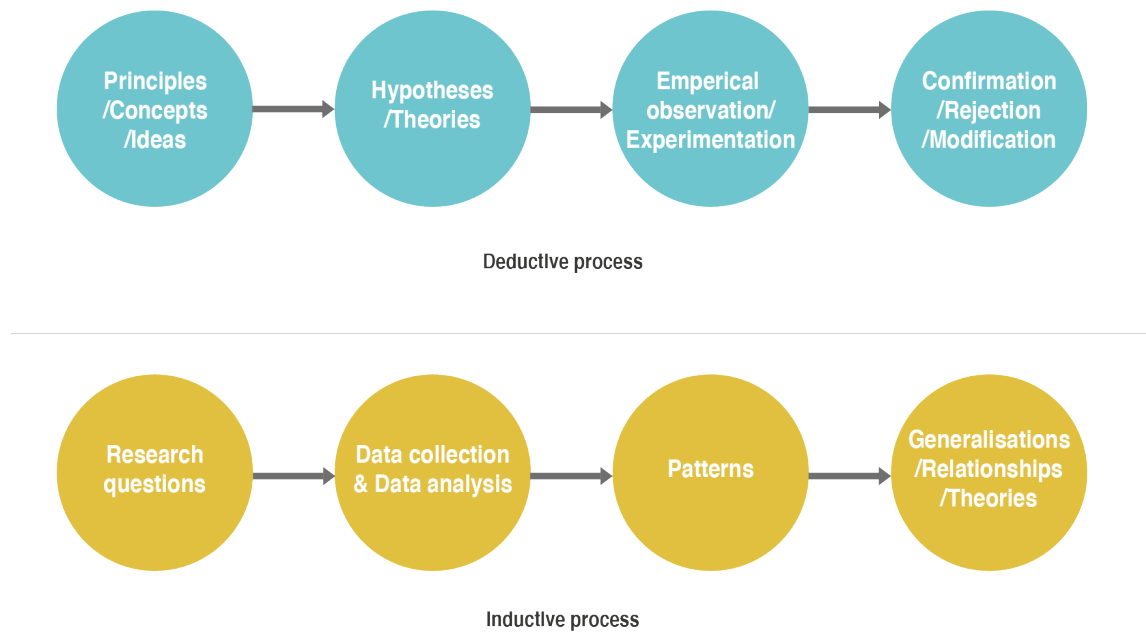 Principles
/Concepts
/Ideas
Hypotheses
/Theories
Emperical
observation/
Experimentation
Confirmation
/Rejection
/Modification
Deductive process
Research
questions
Data collection
& Data analysis
Patterns
Generalisations
/Relationships
/Theories
Inductive process